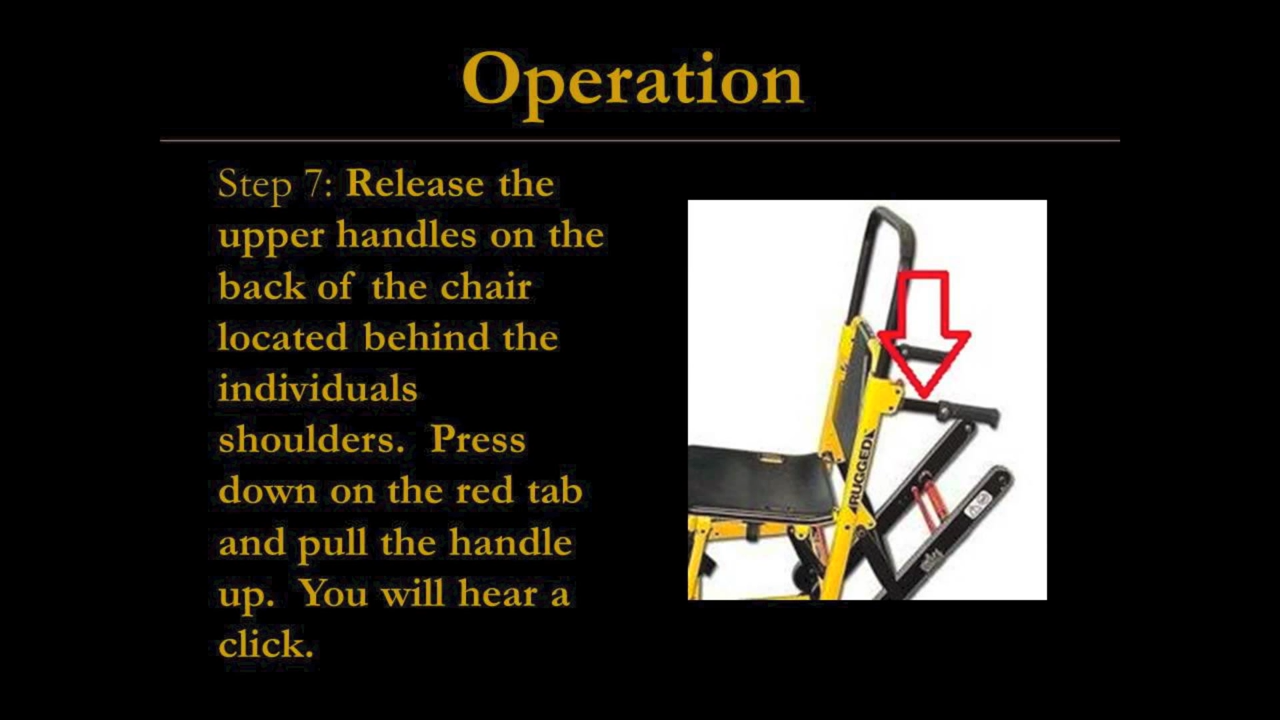 Operation
Step 7: Release the
upper handles on the
back of the chair
located behind the
individuals
shoulders. Press
down on the red tab
and pull the handle
up. You will hear a
click.
RUGGED